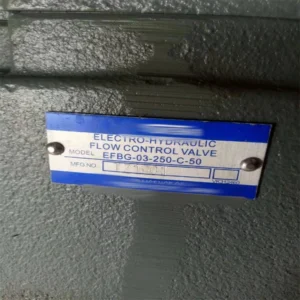 ELECTRO-HYDRAULIC
FLOW CONTROL VALVE
MODEL EFBG-03-250-C-50
MFG.NO.